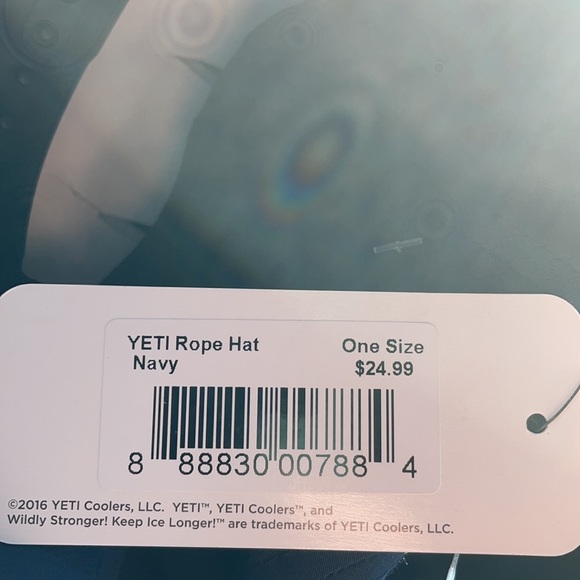 YETI Rope Hat One Size
Navy $24.99
8 88830 00788 4
©2016 YETI Coolers, LLC. YETI™, YETI Coolers™, and
Wildly Stronger! Keep Ice Longer!™ are trademarks of YETI Coolers, LLC.